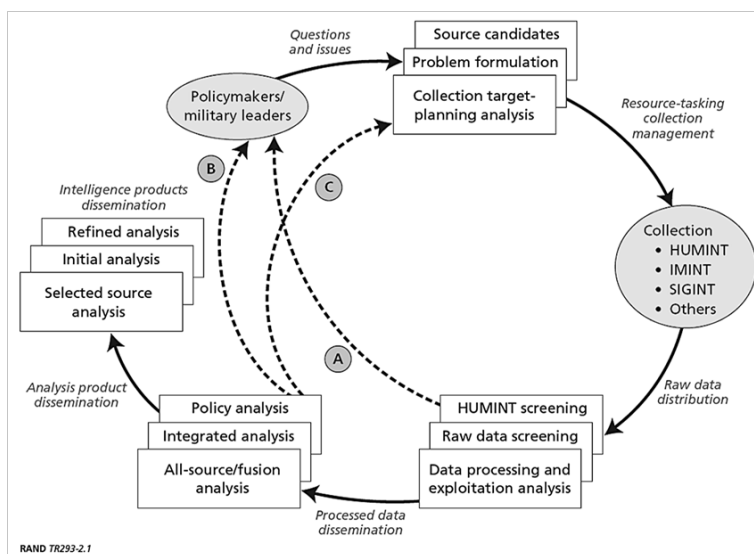 Questions
and issues
Source candidates
Problem formulation
Collection target-
planning analysis
Policymakers/
military leaders
Resource-tasking
collection
management
B
C
Intelligence products
dissemination
Refined analysis
Initial analysis
Selected source
analysis
Collection
• HUMINT
• IMINT
• SIGINT
• Others
A
Analysis product
dissemination
Raw data
distribution
Policy analysis
Integrated analysis
All-source/fusion
analysis
HUMINT screening
Raw data screening
Data processing and
exploitation analysis
Processed data
dissemination
RAND TR293-2.1